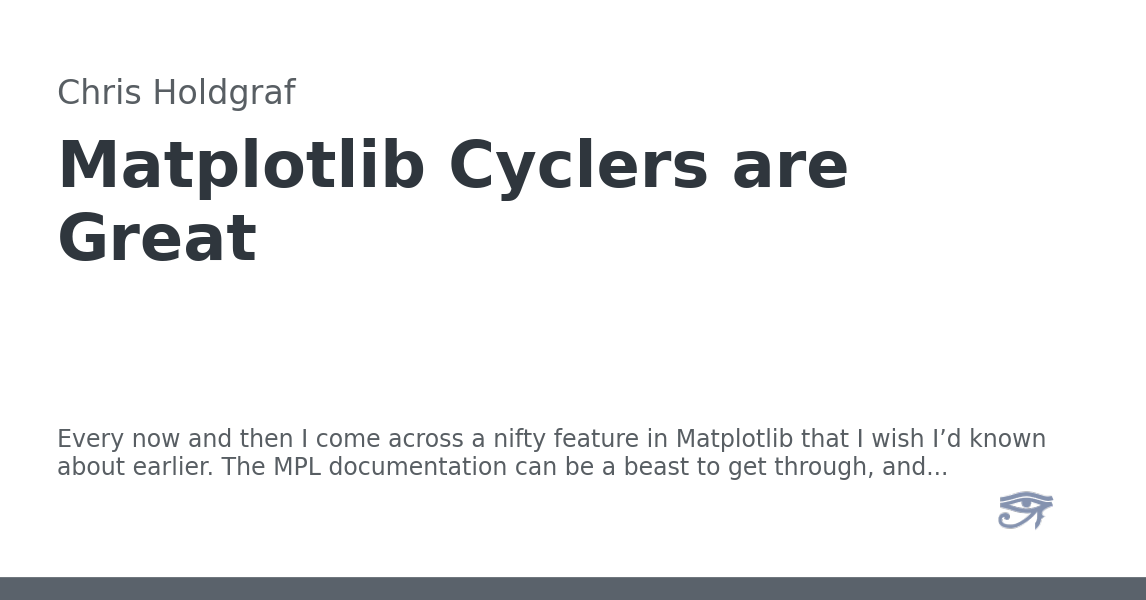 Chris Holdgraf
Matplotlib Cyclers are
Great
Every now and then I come across a nifty feature in Matplotlib that I wish I’d known
about earlier. The MPL documentation can be a beast to get through, and...